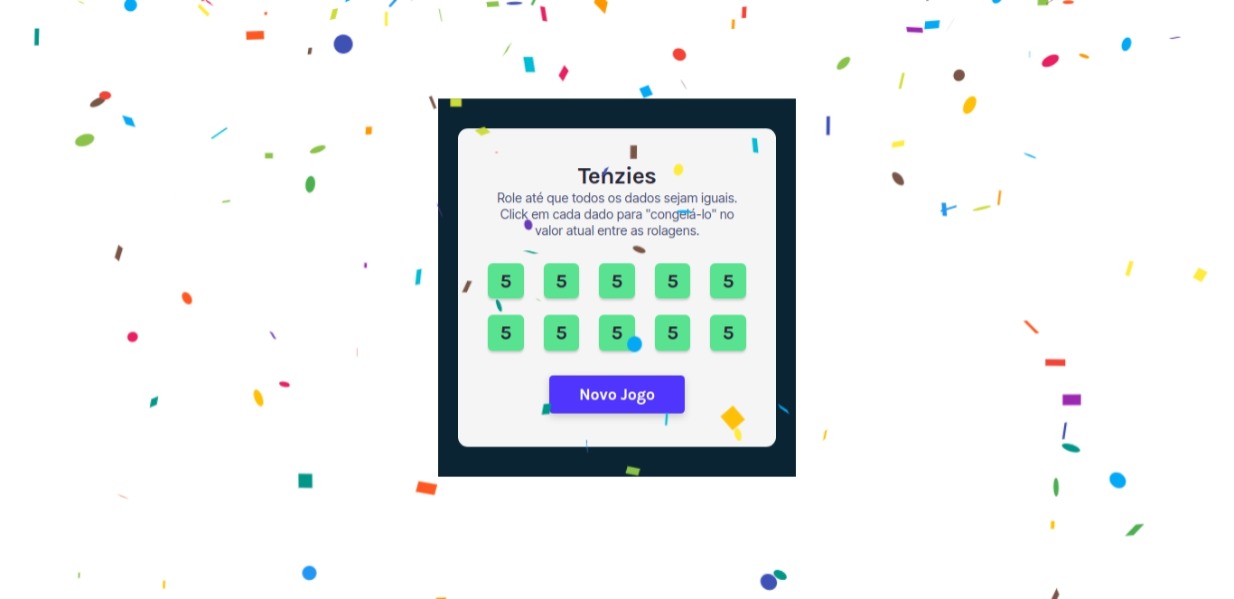 Tenzies
Role até que todos os dados sejam iguais.
Click em cada dado para "congelá-lo" no
valor atual entre as rolagens.
5 5 5 5 5
5 5 5 5 5
Novo Jogo